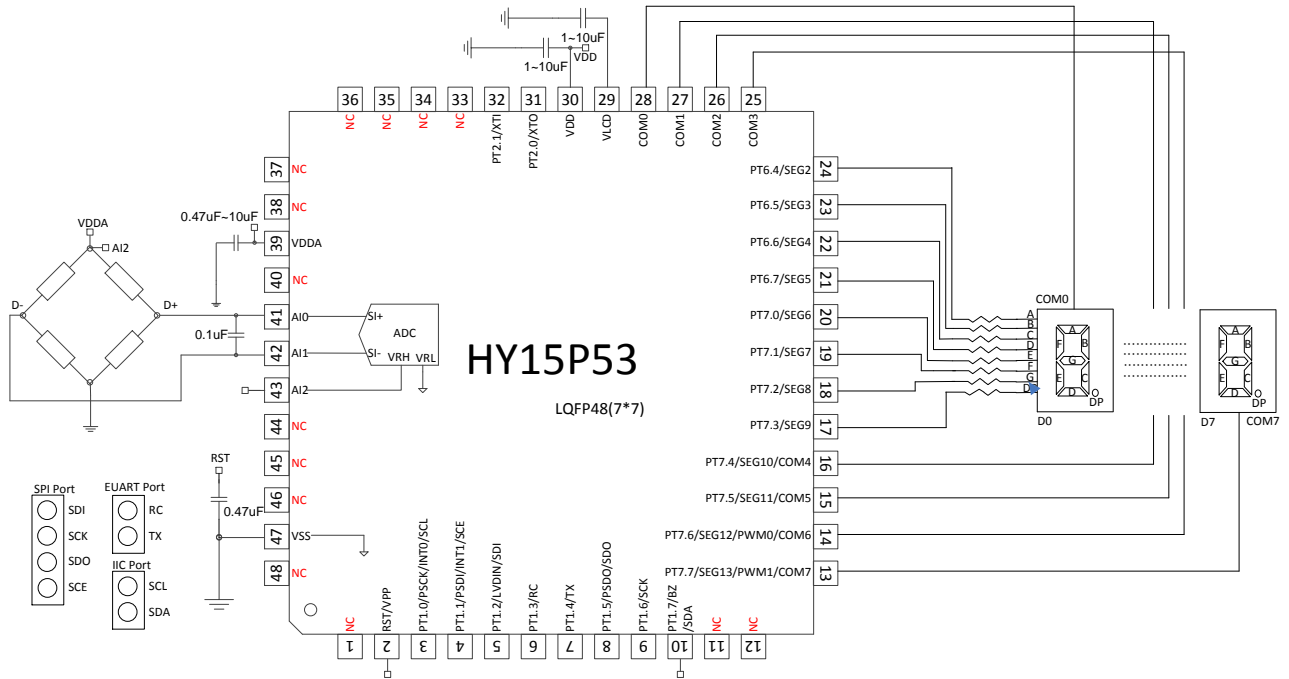 1~10uF
VDD
1~10uF
36
35
34
33
32
31
30
29
28
27
26
25
NC
NC
NC
NC
PT2.1/XTI
PT2.0/XTO
VDD
VLCD
COM0
COM1
COM2
COM3
37 NC
38 NC
39 VDDA
40 NC
41 AI0
42 AI1
43 AI2
44 NC
45 NC
46 NC
47 VSS
48 NC
0.47uF~10uF
VDDA
AI2
D-
D+
0.1uF
SI+
ADC
SI-
VRH
VRL
HY15P53
LQFP48(7*7)
PT6.4/SEG2 24
PT6.5/SEG3 23
PT6.6/SEG4 22
PT6.7/SEG5 21
PT7.0/SEG6 20
PT7.1/SEG7 19
PT7.2/SEG8 18
PT7.3/SEG9 17
PT7.4/SEG10/COM4 16
PT7.5/SEG11/COM5 15
PT7.6/SEG12/PWM0/COM6 14
PT7.7/SEG13/PWM1/COM7 13
COM0
A
B
C
D
E
F
G
D
A
F B
G
E C
D
DP
D0
A
F B
G
E C
D
DP
D7 COM7
RST
0.47uF
SPI Port
SDI
SCK
SDO
SCE
EUART Port
RC
TX
IIC Port
SCL
SDA
NC
RST/VPP
PT1.0/PSCK/INT0/SCL
PT1.1/PSDI/INT1/SCE
PT1.2/LVDIN/SDI
PT1.3/RC
PT1.4/TX
PT1.5/PSDO/SDO
PT1.6/SCK
PT1.7/BZ
/SDA
NC
NC
1
2
3
4
5
6
7
8
9
10
11
12